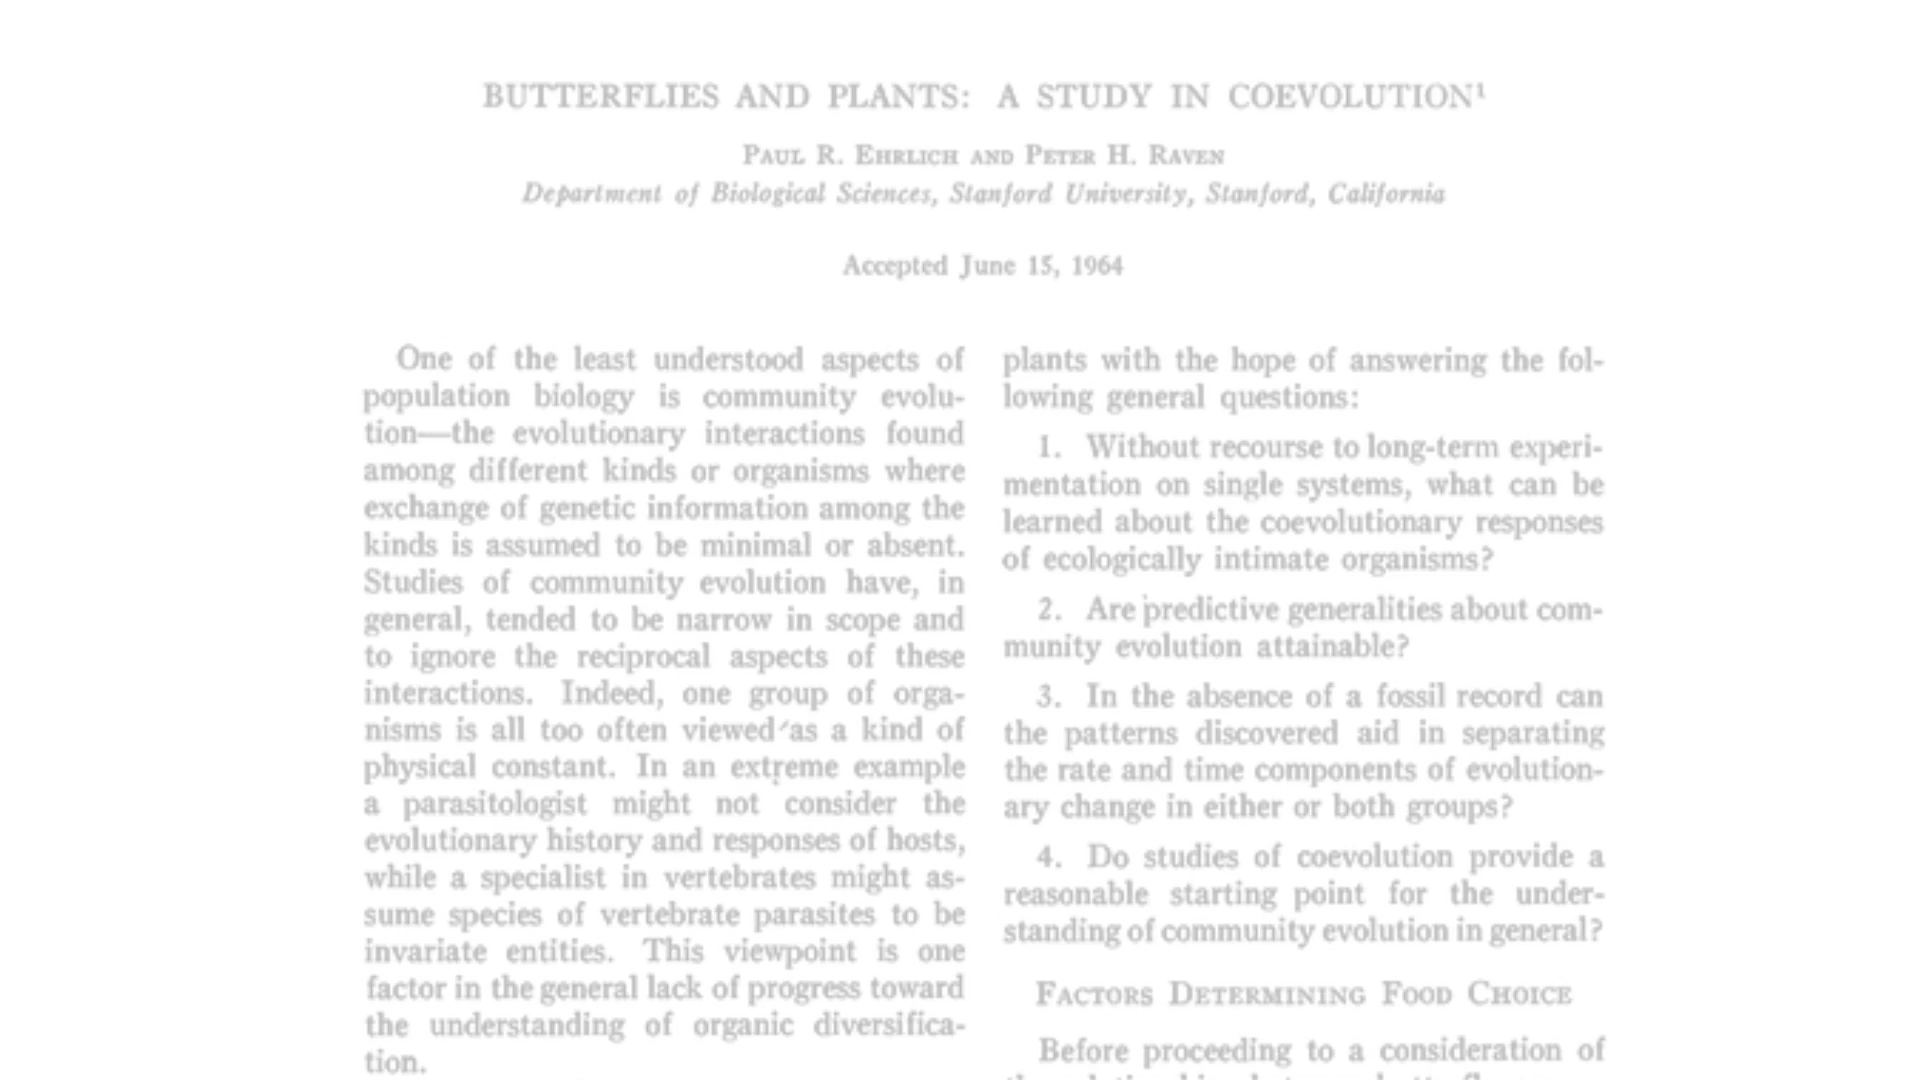 BUTTERFLIES AND PLANTS: A STUDY IN COEVOLUTION¹
PAUL R. EHRLICH AND PETER H. RAVEN
Department of Biological Sciences, Stanford University, Stanford, California
Accepted June 15, 1964
One of the least understood aspects of
population biology is community evolu-
tion—the evolutionary interactions found
among different kinds or organisms where
exchange of genetic information among the
kinds is assumed to be minimal or absent.
Studies of community evolution have, in
general, tended to be narrow in scope and
to ignore the reciprocal aspects of these
interactions. Indeed, one group of orga-
nisms is all too often viewed as a kind of
physical constant. In an extreme example
a parasitologist might not consider the
evolutionary history and responses of hosts,
while a specialist in vertebrates might as-
sume species of vertebrate parasites to be
invariate entities. This viewpoint is one
factor in the general lack of progress toward
the understanding of organic diversifica-
tion.
plants with the hope of answering the fol-
lowing general questions:
1. Without recourse to long-term experi-
mentation on single systems, what can be
learned about the coevolutionary responses
of ecologically intimate organisms?
2. Are predictive generalities about com-
munity evolution attainable?
3. In the absence of a fossil record can
the patterns discovered aid in separating
the rate and time components of evolution-
ary change in either or both groups?
4. Do studies of coevolution provide a
reasonable starting point for the under-
standing of community evolution in general?
FACTORS DETERMINING FOOD CHOICE
Before proceeding to a consideration of